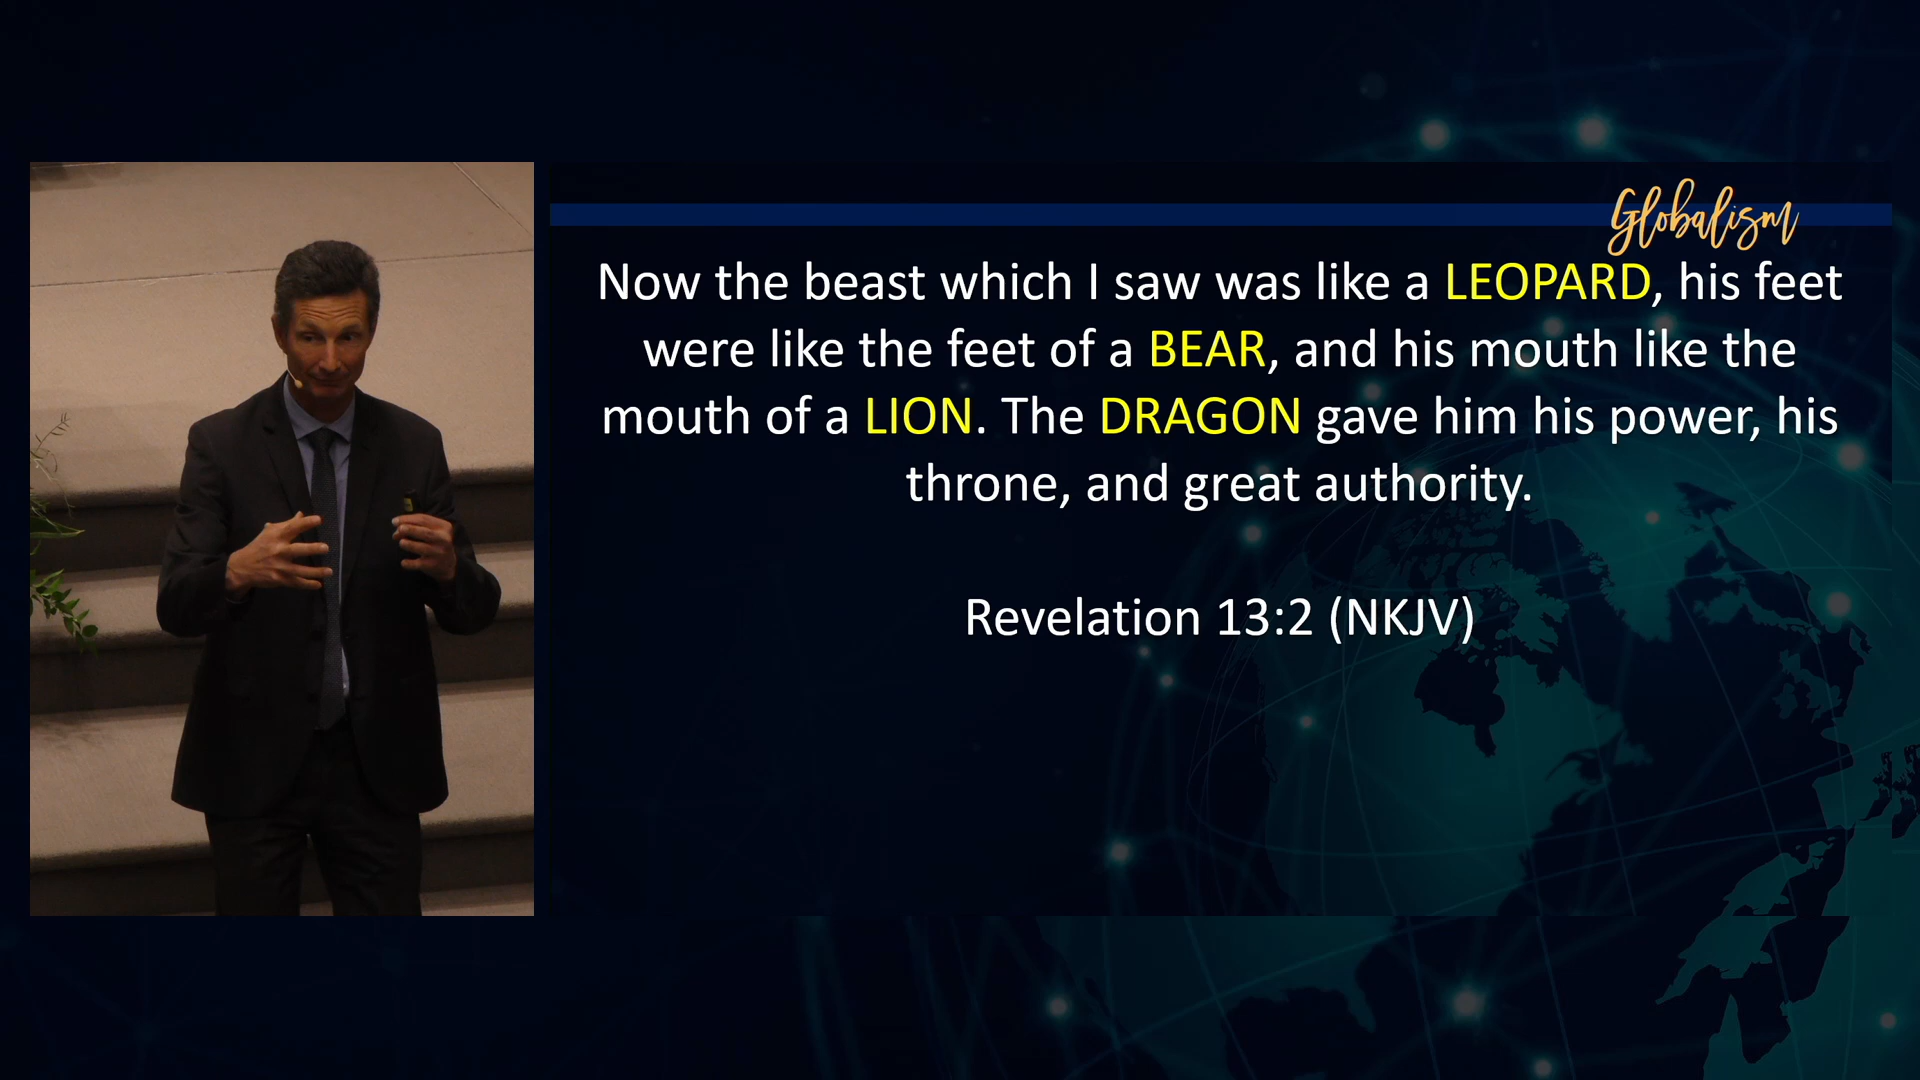 Globalism
Now the beast which I saw was like a LEOPARD, his feet
were like the feet of a BEAR, and his mouth like the
mouth of a LION. The DRAGON gave him his power, his
throne, and great authority.
Revelation 13:2 (NKJV)